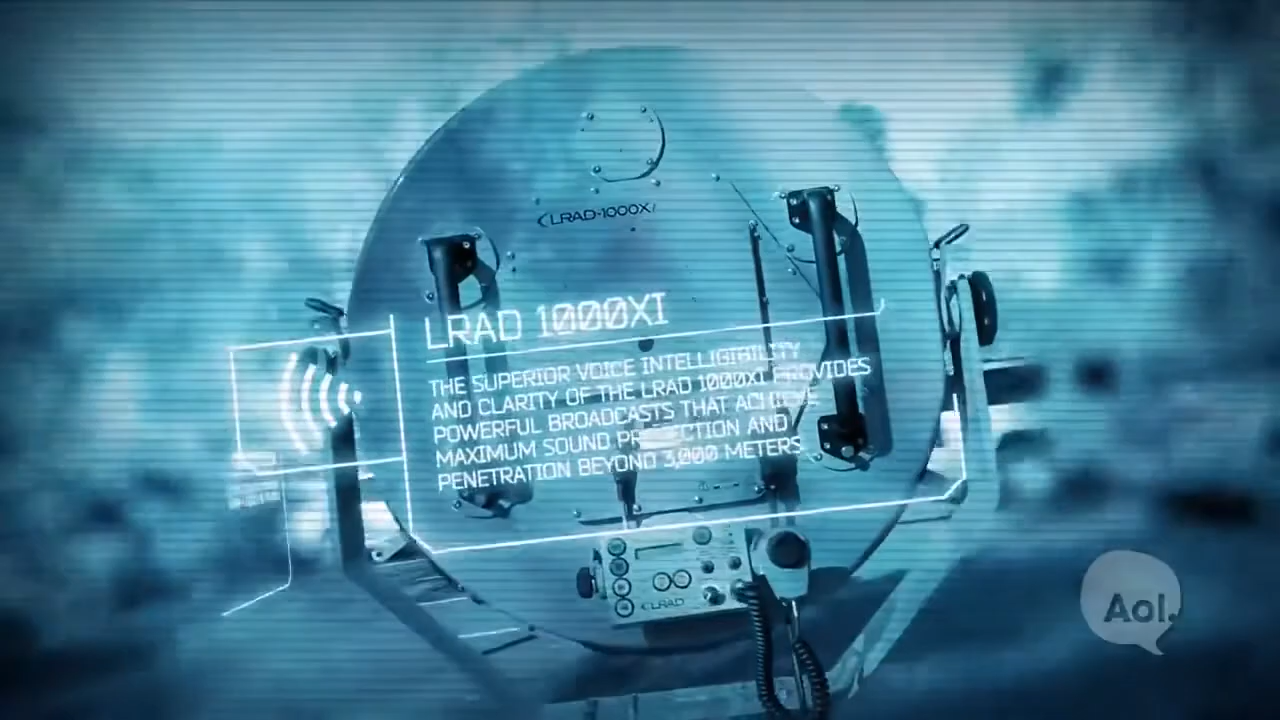 LRAD-1000Xi
LRAD 1000XI
THE SUPERIOR VOICE INTELLIGIBILITY
AND CLARITY OF THE LRAD 1000XI PROVIDES
POWERFUL BROADCASTS THAT ACHIEVE
MAXIMUM SOUND PROJECTION AND
PENETRATION BEYOND 3,000 METERS.
LRAD
Aol.